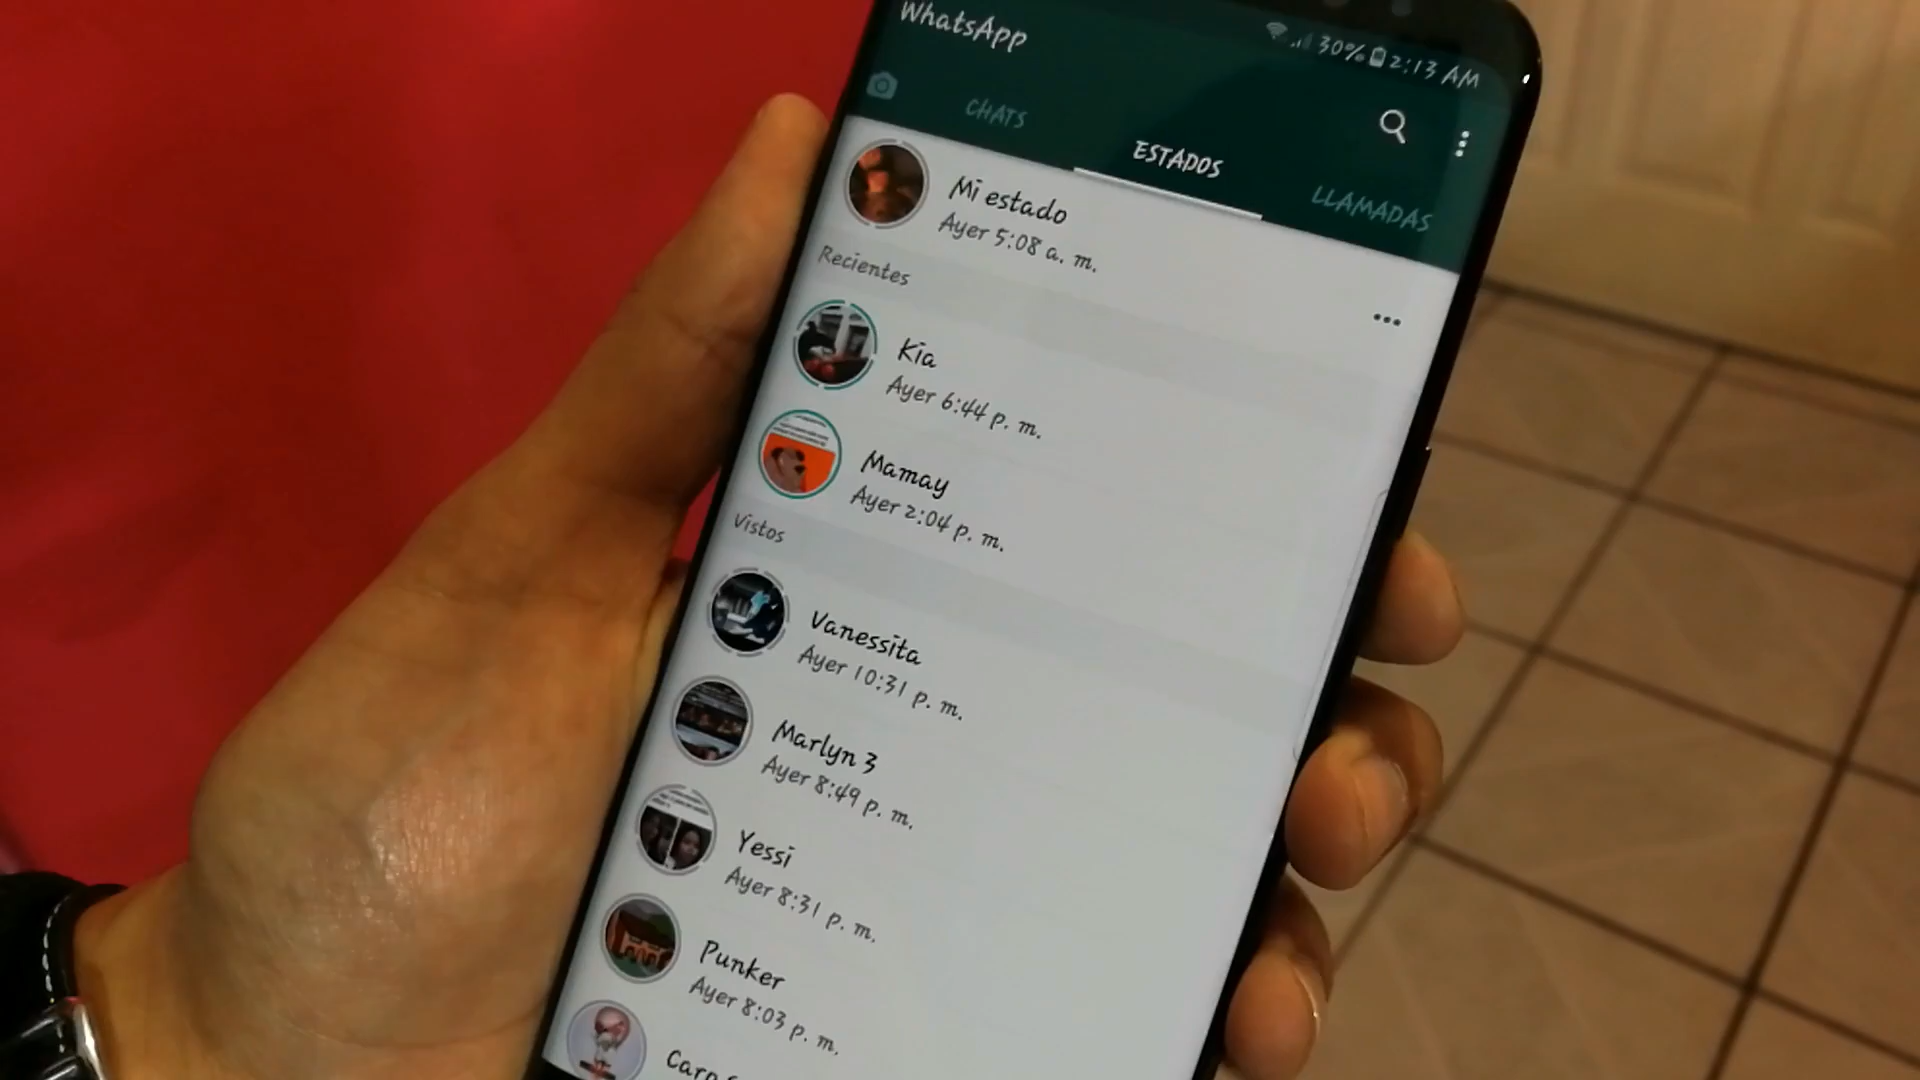 WhatsApp
30% 2:13 AM
CHATS
ESTADOS
LLAMADAS
Mi estado
Ayer 5:08 a. m.
Recientes
Kia
Ayer 6:44 p. m.
Mamay
Ayer 2:04 p. m.
Vistos
Vanessita
Ayer 10:31 p. m.
Marlyn 3
Ayer 8:49 p. m.
Yessi
Ayer 8:31 p. m.
Punker
Ayer 8:03 p. m.